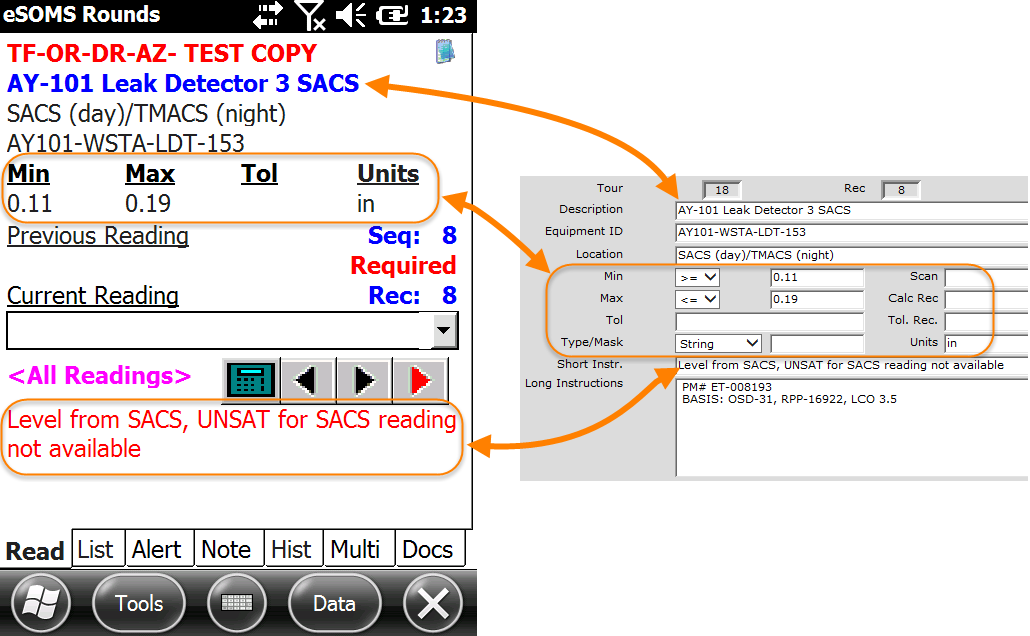 eSOMS Rounds 1:23
TF-OR-DR-AZ- TEST COPY
AY-101 Leak Detector 3 SACS
SACS (day)/TMACS (night)
AY101-WSTA-LDT-153
Min Max Tol Units
0.11 0.19 in
Previous Reading Seq: 8
Required
Current Reading Rec: 8
<All Readings>
Level from SACS, UNSAT for SACS reading
not available
Read List Alert Note Hist Multi Docs
Tools Data
Tour 18 Rec 8
Description AY-101 Leak Detector 3 SACS
Equipment ID AY101-WSTA-LDT-153
Location SACS (day)/TMACS (night)
Min >= 0.11 Scan
Max <= 0.19 Calc Rec
Tol Tol. Rec.
Type/Mask String Units in
Short Instr. Level from SACS, UNSAT for SACS reading not available
Long Instructions PM# ET-008193
BASIS: OSD-31, RPP-16922, LCO 3.5